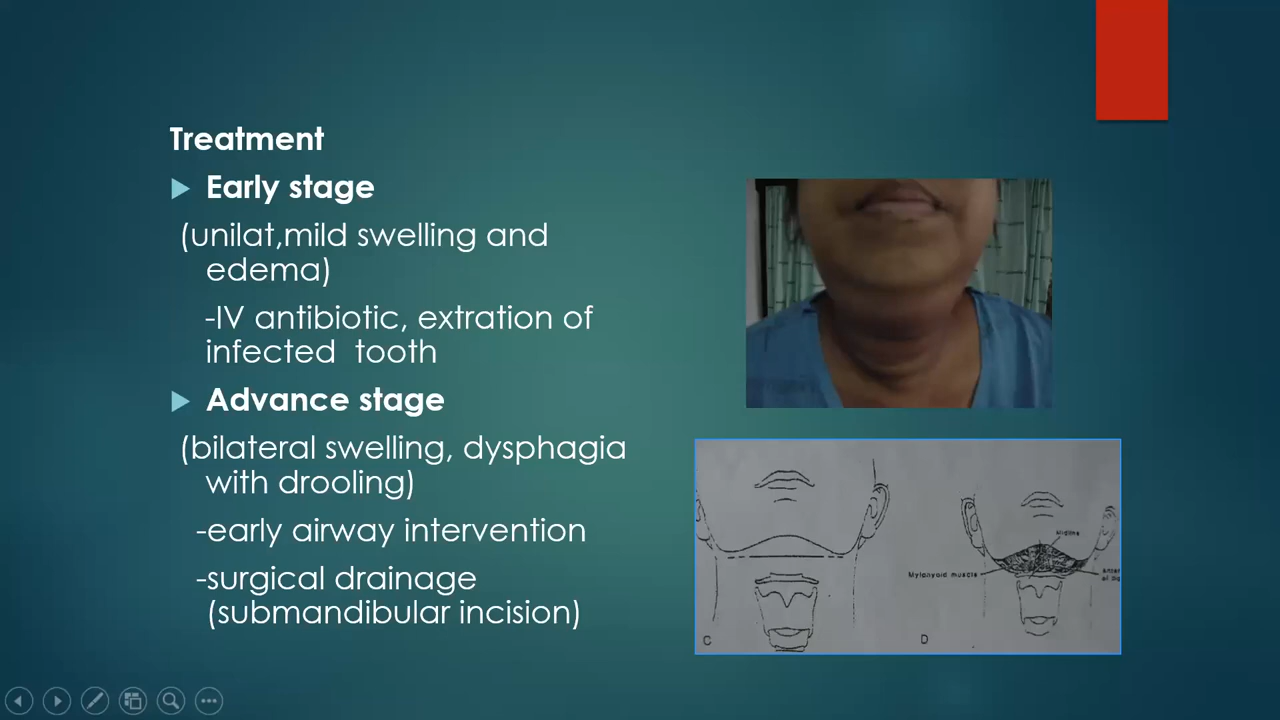 Treatment
Early stage
(unilat,mild swelling and
edema)
-IV antibiotic, extration of
infected tooth
Advance stage
(bilateral swelling, dysphagia
with drooling)
-early airway intervention
-surgical drainage
(submandibular incision)
Mylohyoid muscle
C
D